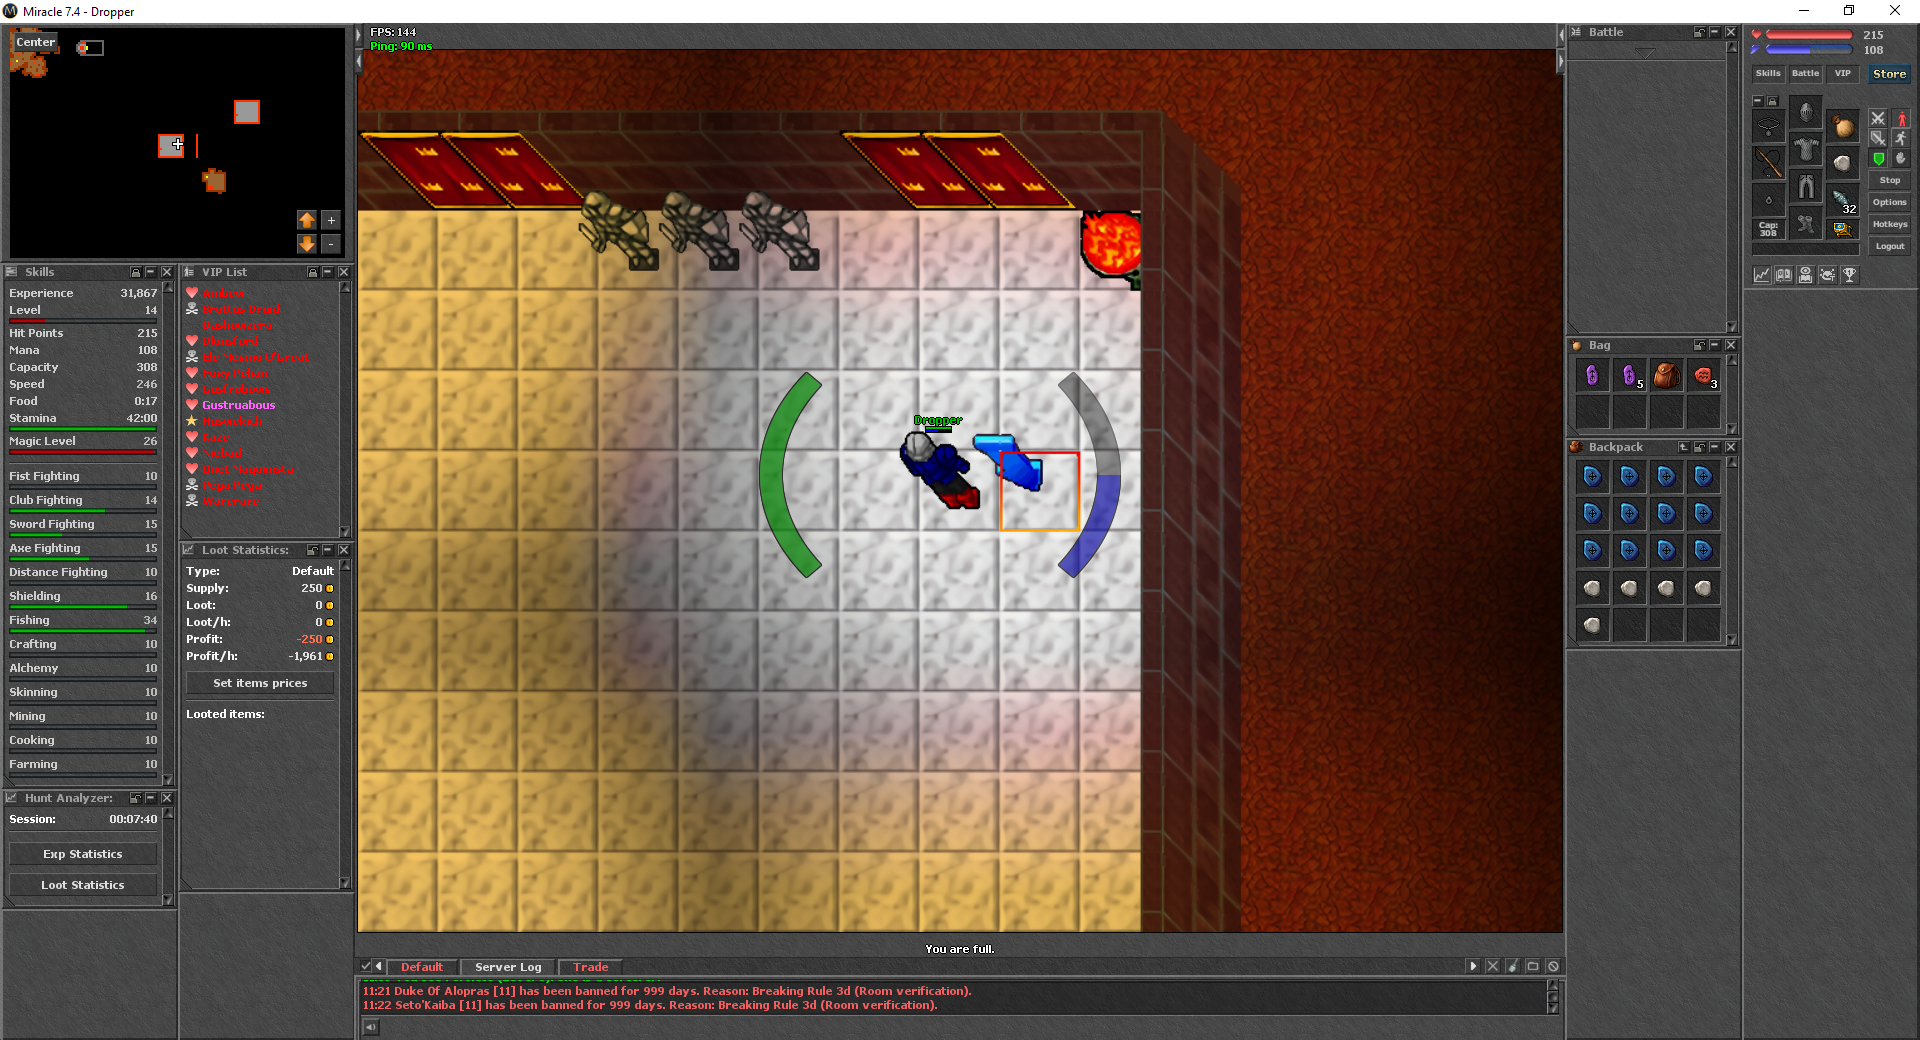 Miracle 7.4 - Dropper
Center
+
-
FPS: 144
Ping: 90 ms
Skills
Experience 31,867
Level 14
Hit Points 215
Mana 108
Capacity 308
Speed 246
Food 0:17
Stamina 42:00
Magic Level 26
Fist Fighting 10
Club Fighting 14
Sword Fighting 15
Axe Fighting 15
Distance Fighting 10
Shielding 16
Fishing 34
Crafting 10
Alchemy 10
Skinning 10
Mining 10
Cooking 10
Farming 10
Hunt Analyzer:
Session: 00:07:40
Exp Statistics
Loot Statistics
VIP List
Gustruabous
Loot Statistics:
Type: Default
Supply: 250
Loot: 0
Loot/h: 0
Profit: -250
Profit/h: -1,961
Set items prices
Looted items:
Dropper
You are full.
Default Server Log Trade
11:21 Duke Of Alopras [11] has been banned for 999 days. Reason: Breaking Rule 3d (Room verification).
11:22 Seto'Kaiba [11] has been banned for 999 days. Reason: Breaking Rule 3d (Room verification).
Battle
Bag
5
3
Backpack
215
108
Skills Battle VIP Store
32
Cap:
308
Stop
Options
Hotkeys
Logout